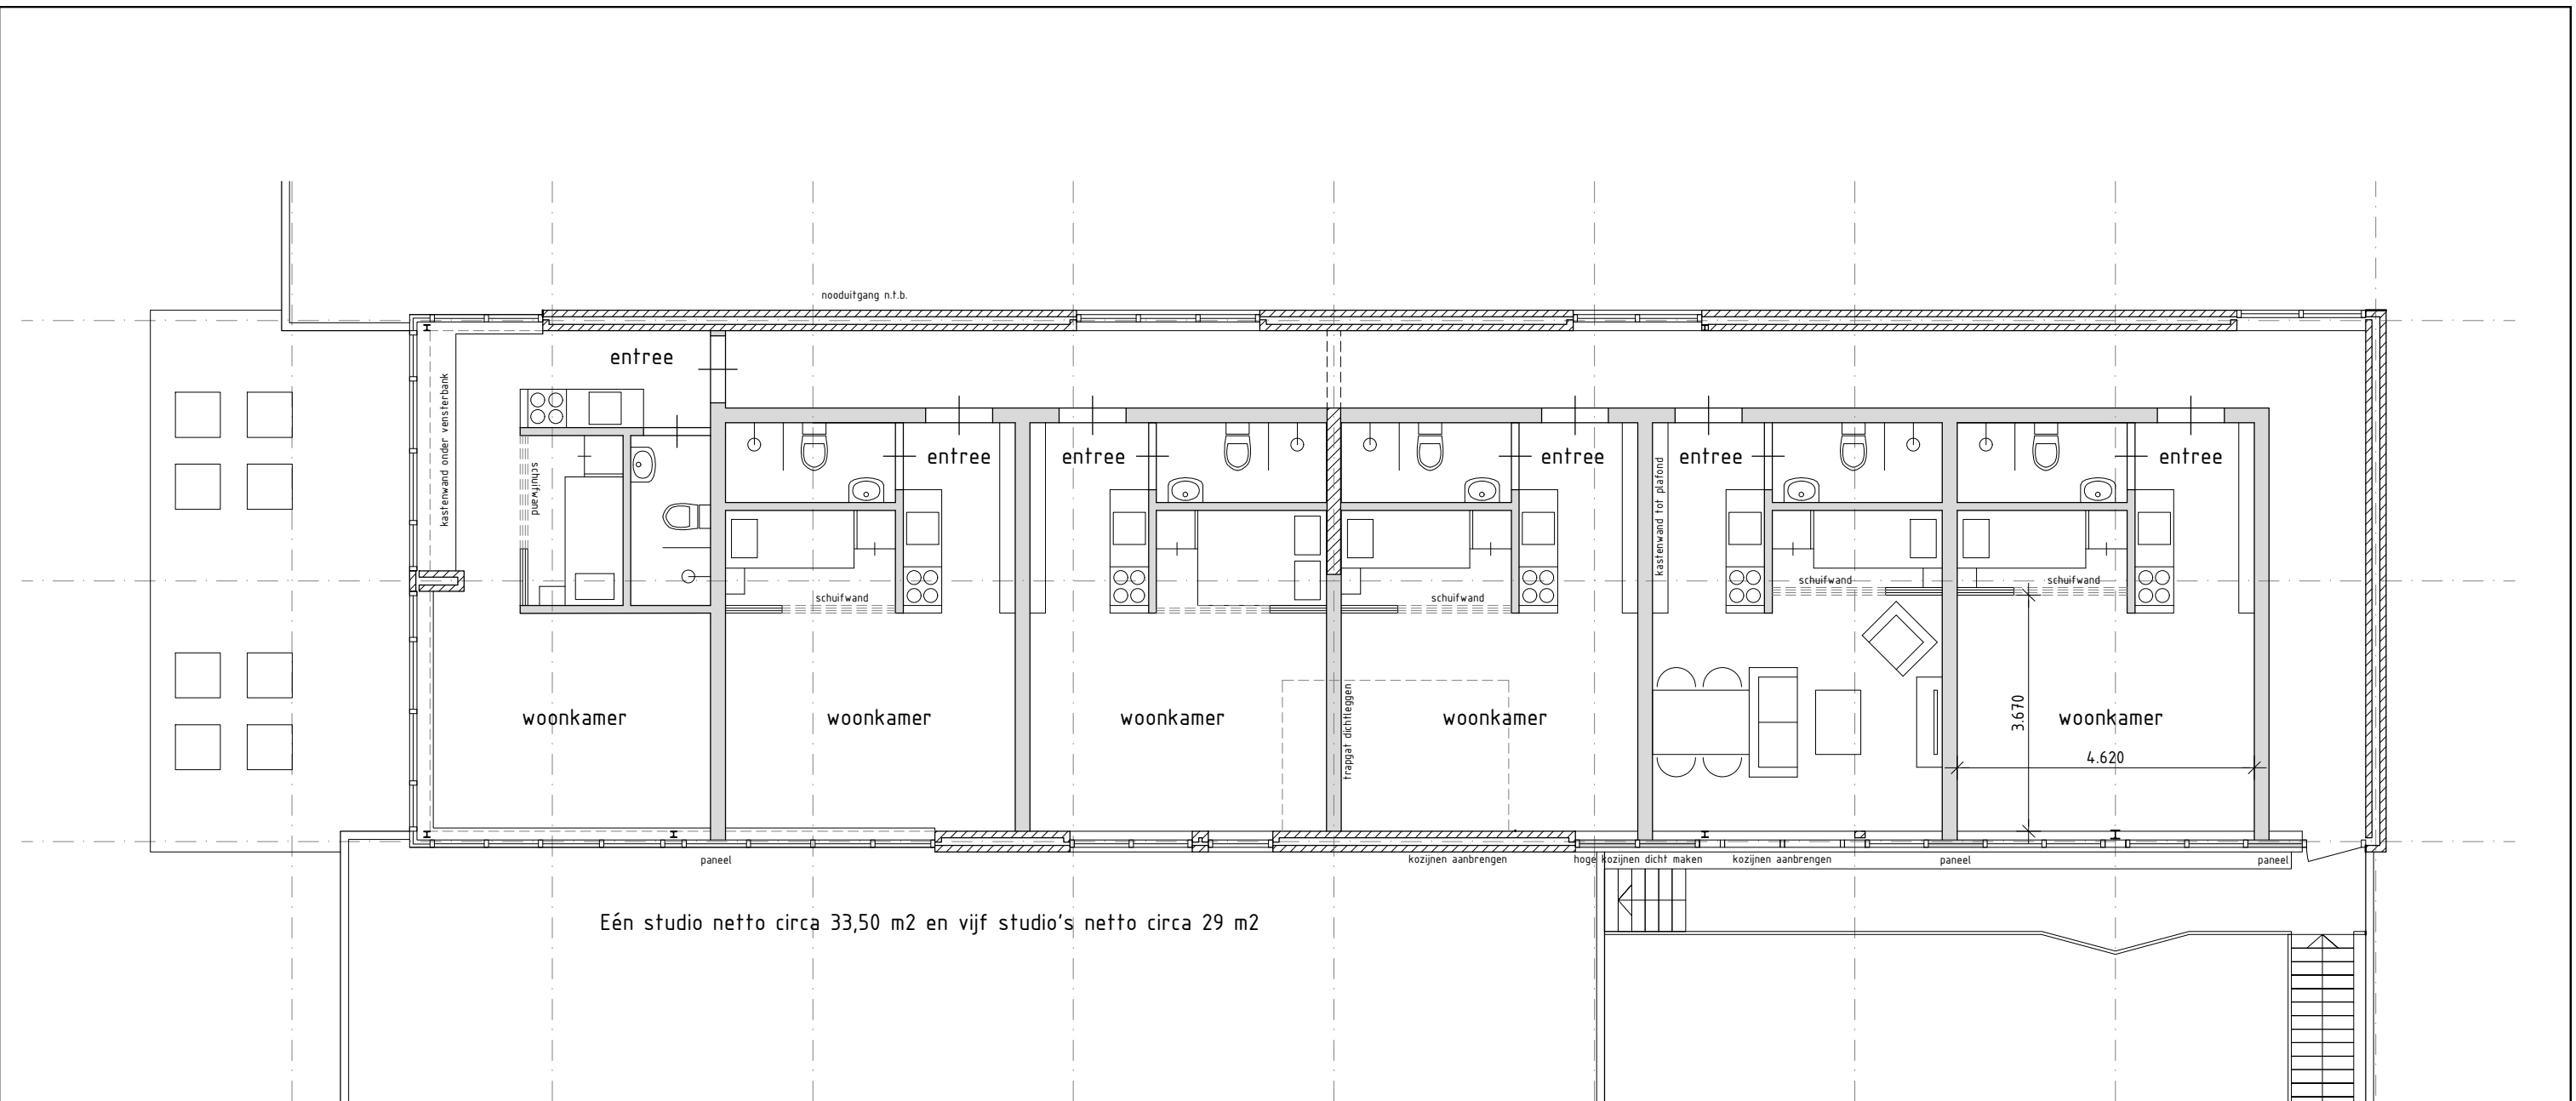 nooduitgang n.t.b.
entree
kastenwand onder vensterbank
schuifwand
entree
entree
entree
entree
entree
kastenwand tot plafond
schuifwand
schuifwand
schuifwand
schuifwand
trapgat dichtleggen
3.670
woonkamer
woonkamer
woonkamer
woonkamer
woonkamer
4.620
paneel
kozijnen aanbrengen
hoge kozijnen dicht maken
kozijnen aanbrengen
paneel
paneel
Eén studio netto circa 33,50 m2 en vijf studio's netto circa 29 m2